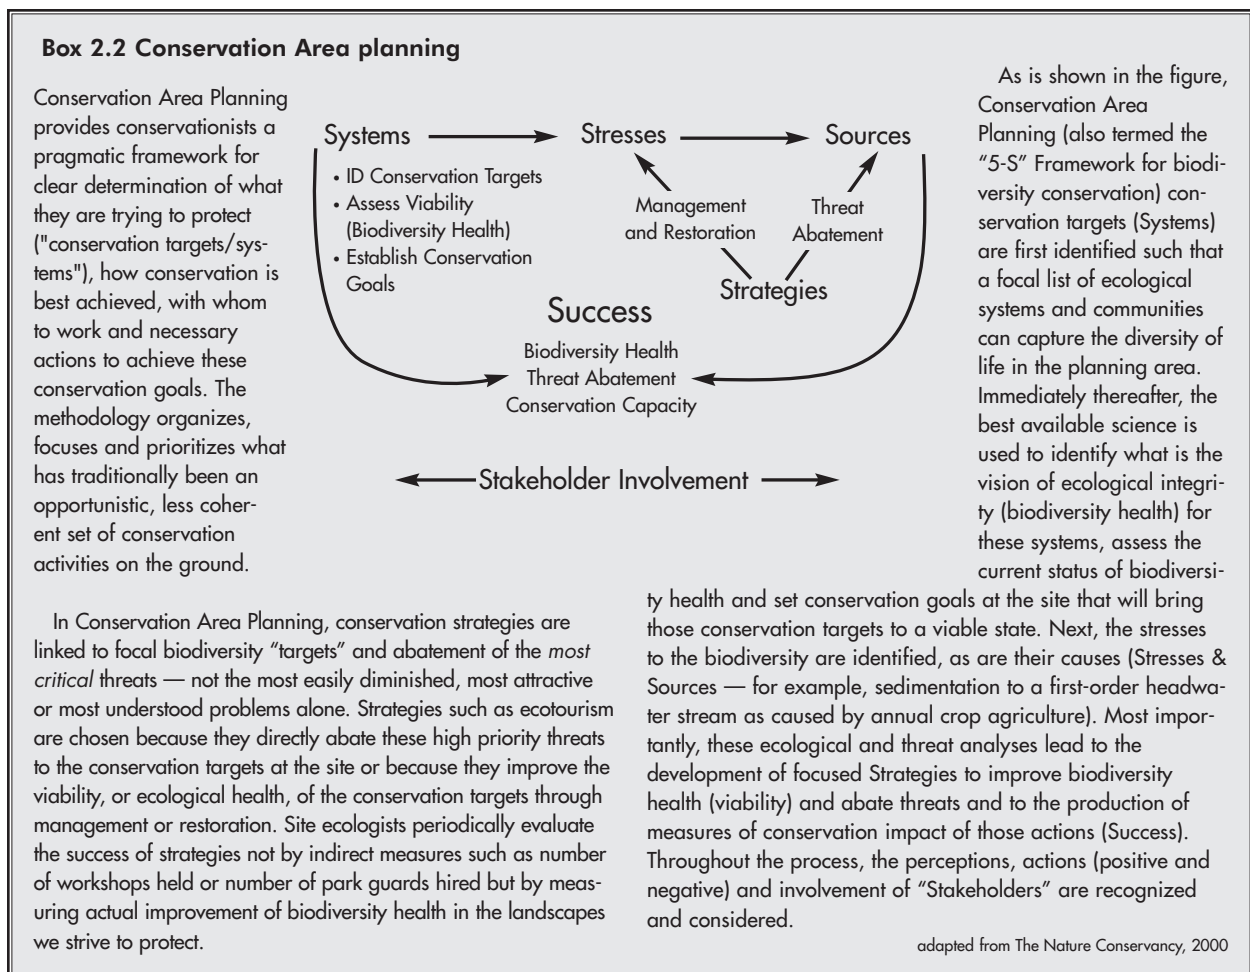 Box 2.2 Conservation Area planning
Conservation Area Planning
provides conservationists a
pragmatic framework for
clear determination of what
they are trying to protect
("conservation targets/sys-
tems"), how conservation is
best achieved, with whom
to work and necessary
actions to achieve these
conservation goals. The
methodology organizes,
focuses and prioritizes what
has traditionally been an
opportunistic, less coher-
ent set of conservation
activities on the ground.
Systems
Stresses
Sources
• ID Conservation Targets
• Assess Viability
(Biodiversity Health)
• Establish Conservation
Goals
Management
and Restoration
Threat
Abatement
Strategies
Success
Biodiversity Health
Threat Abatement
Conservation Capacity
Stakeholder Involvement
In Conservation Area Planning, conservation strategies are
linked to focal biodiversity “targets” and abatement of the most
critical threats — not the most easily diminished, most attractive
or most understood problems alone. Strategies such as ecotourism
are chosen because they directly abate these high priority threats
to the conservation targets at the site or because they improve the
viability, or ecological health, of the conservation targets through
management or restoration. Site ecologists periodically evaluate
the success of strategies not by indirect measures such as number
of workshops held or number of park guards hired but by meas-
uring actual improvement of biodiversity health in the landscapes
we strive to protect.
As is shown in the figure,
Conservation Area
Planning (also termed the
“5-S” Framework for biodi-
versity conservation) con-
servation targets (Systems)
are first identified such that
a focal list of ecological
systems and communities
can capture the diversity of
life in the planning area.
Immediately thereafter, the
best available science is
used to identify what is the
vision of ecological integri-
ty (biodiversity health) for
these systems, assess the
current status of biodiversi-
ty health and set conservation goals at the site that will bring
those conservation targets to a viable state. Next, the stresses
to the biodiversity are identified, as are their causes (Stresses &
Sources — for example, sedimentation to a first-order headwa-
ter stream as caused by annual crop agriculture). Most impor-
tantly, these ecological and threat analyses lead to the
development of focused Strategies to improve biodiversity
health (viability) and abate threats and to the production of
measures of conservation impact of those actions (Success).
Throughout the process, the perceptions, actions (positive and
negative) and involvement of “Stakeholders” are recognized
and considered.
adapted from The Nature Conservancy, 2000